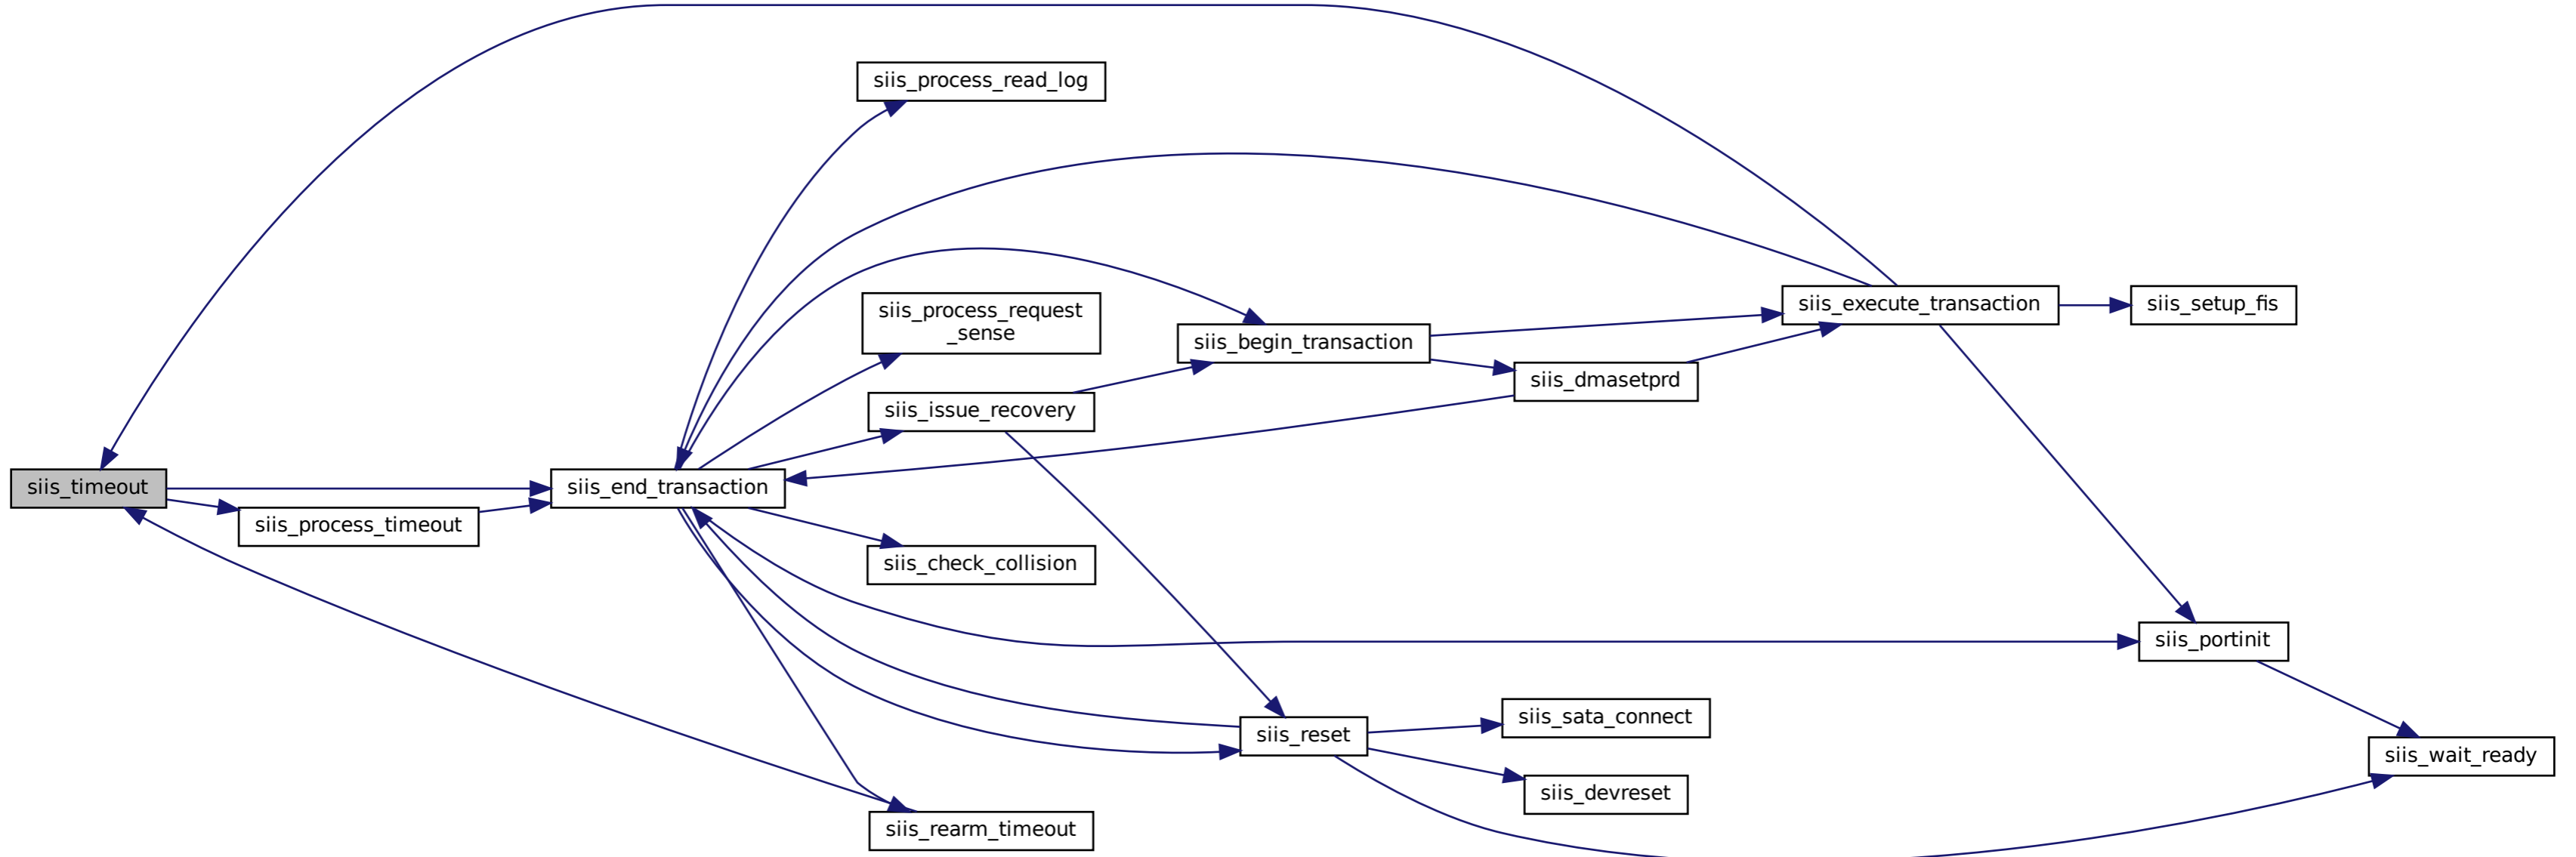 siis_process_read_log
siis_process_request
_sense
siis_execute_transaction
siis_setup_fis
siis_begin_transaction
siis_dmasetprd
siis_issue_recovery
siis_timeout
siis_end_transaction
siis_process_timeout
siis_check_collision
siis_portinit
siis_sata_connect
siis_reset
siis_wait_ready
siis_devreset
siis_rearm_timeout